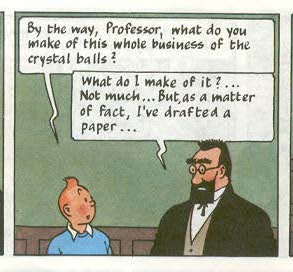 By the way, Professor, what do you
make of this whole business of the
crystal balls?
What do I make of it?...
Not much... But, as a matter
of fact, I've drafted a
paper...